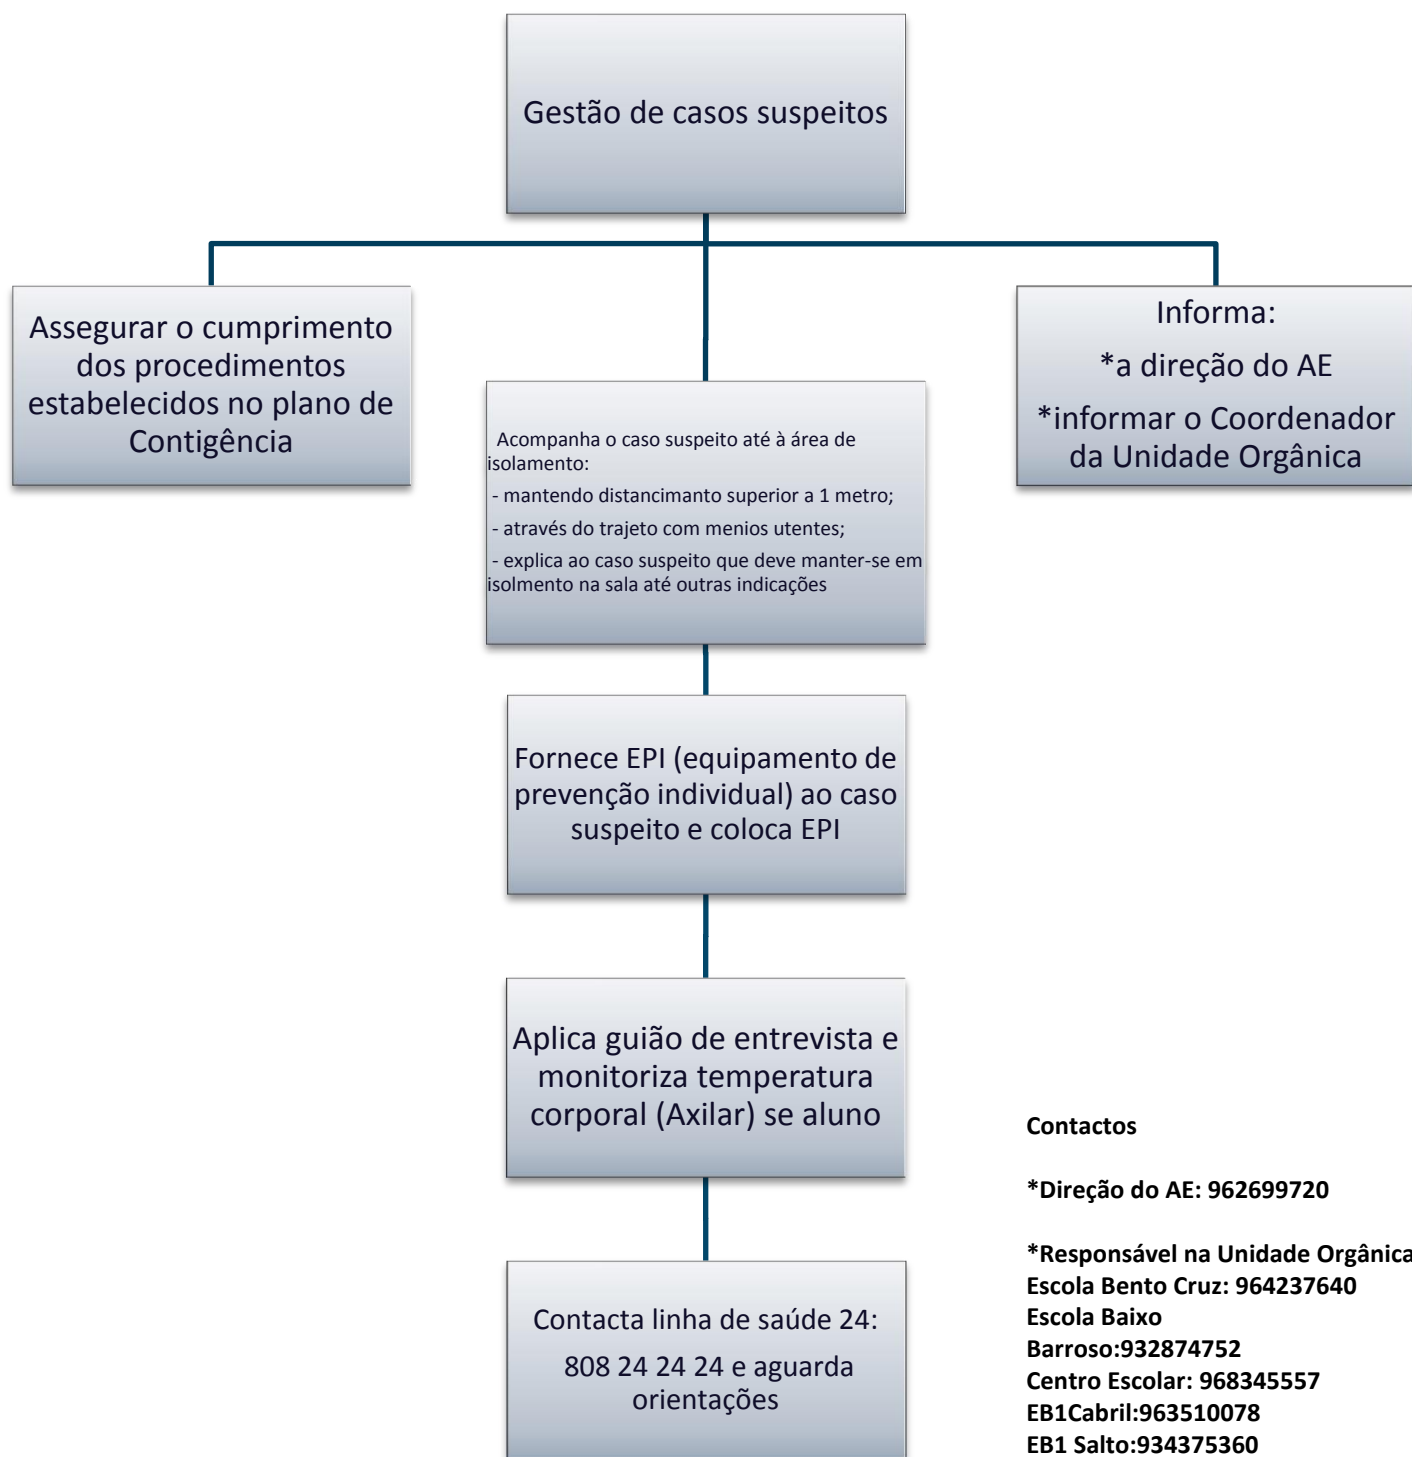 Gestão de casos suspeitos
Assegurar o cumprimento
dos procedimentos
estabelecidos no plano de
Contigência
Acompanha o caso suspeito até à área de
isolamento:
- mantendo distancimanto superior a 1 metro;
- através do trajeto com menios utentes;
- explica ao caso suspeito que deve manter-se em
isolmento na sala até outras indicações
Informa:
*a direção do AE
*informar o Coordenador
da Unidade Orgânica
Fornece EPI (equipamento de
prevenção individual) ao caso
suspeito e coloca EPI
Aplica guião de entrevista e
monitoriza temperatura
corporal (Axilar) se aluno
Contacta linha de saúde 24:
808 24 24 24 e aguarda
orientações
Contactos
*Direção do AE: 962699720
*Responsável na Unidade Orgânica
Escola Bento Cruz: 964237640
Escola Baixo
Barroso:932874752
Centro Escolar: 968345557
EB1Cabril:963510078
EB1 Salto:934375360